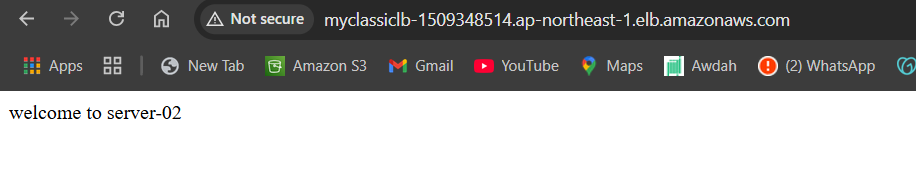 Not secure myclassiclb-1509348514.ap-northeast-1.elb.amazonaws.com
Apps New Tab Amazon S3 Gmail YouTube Maps Awdah (2) WhatsApp
welcome to server-02